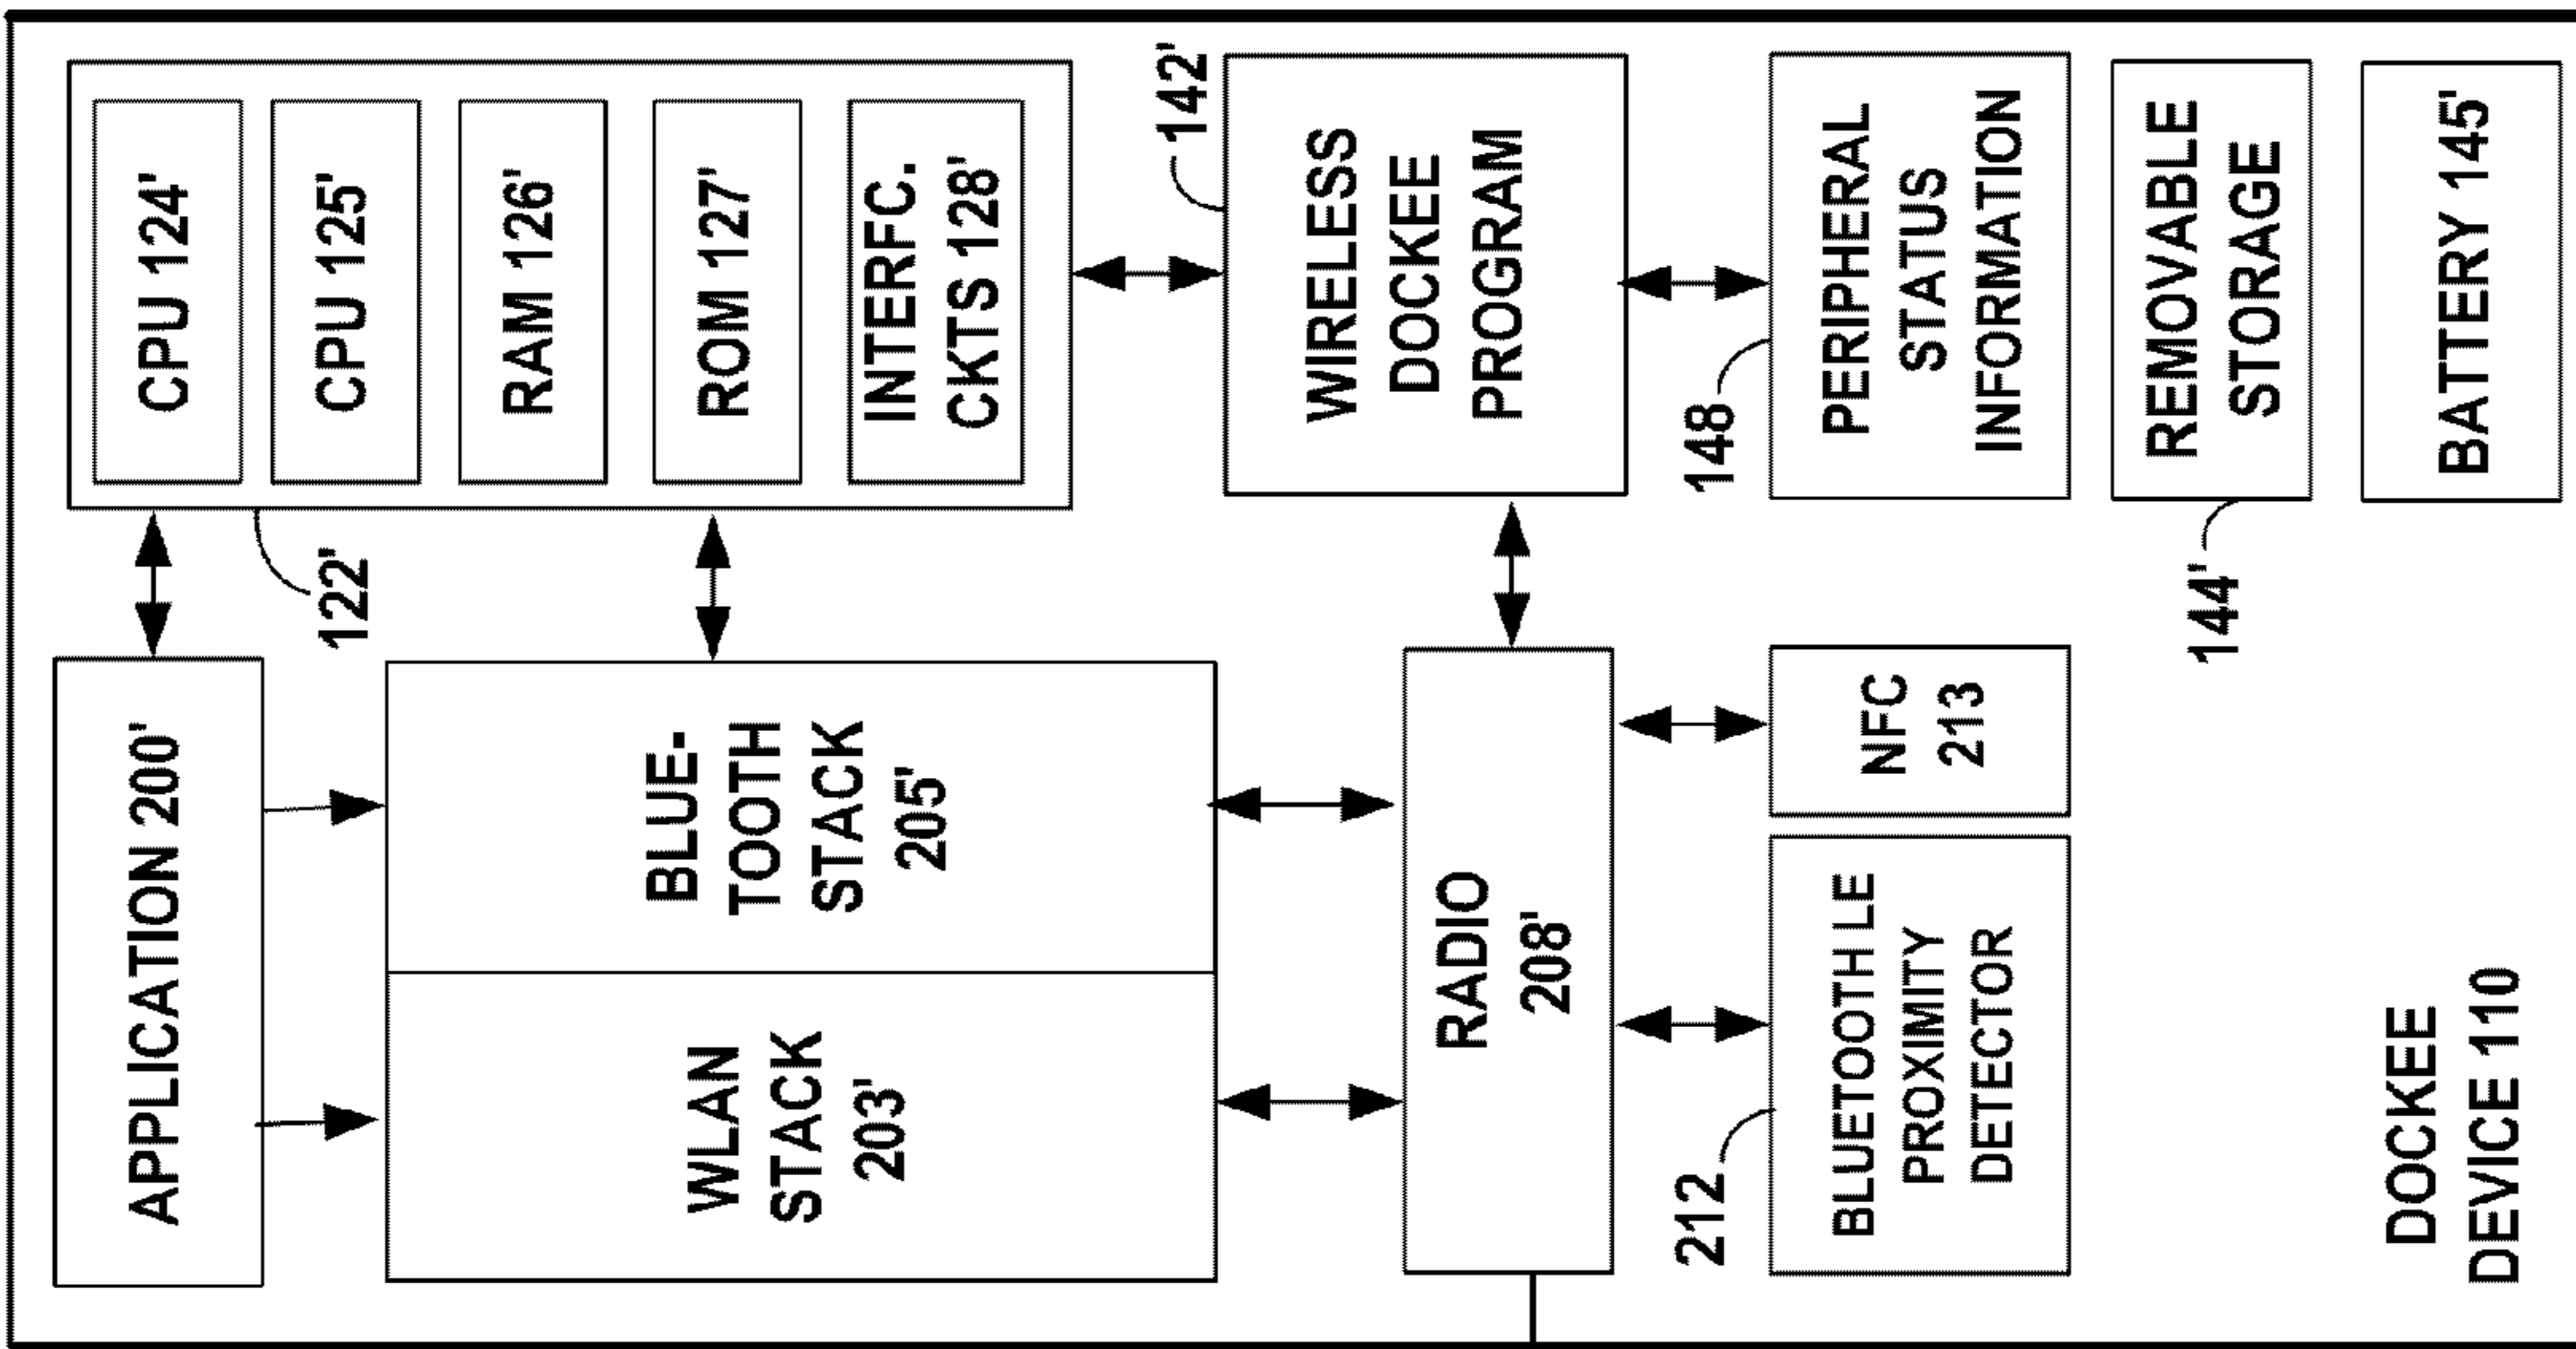 APPLICATION 200'
WLAN
STACK
203'
BLUE-
TOOTH
STACK
205'
122'
CPU 124'
CPU 125'
RAM 126'
ROM 127'
INTERFC.
CKTS 128'
142'
RADIO
208'
WIRELESS
DOCKEE
PROGRAM
212
BLUETOOTH LE
PROXIMITY
DETECTOR
NFC
213
148
PERIPHERAL
STATUS
INFORMATION
144'
REMOVABLE
STORAGE
BATTERY 145'
DOCKEE
DEVICE 110